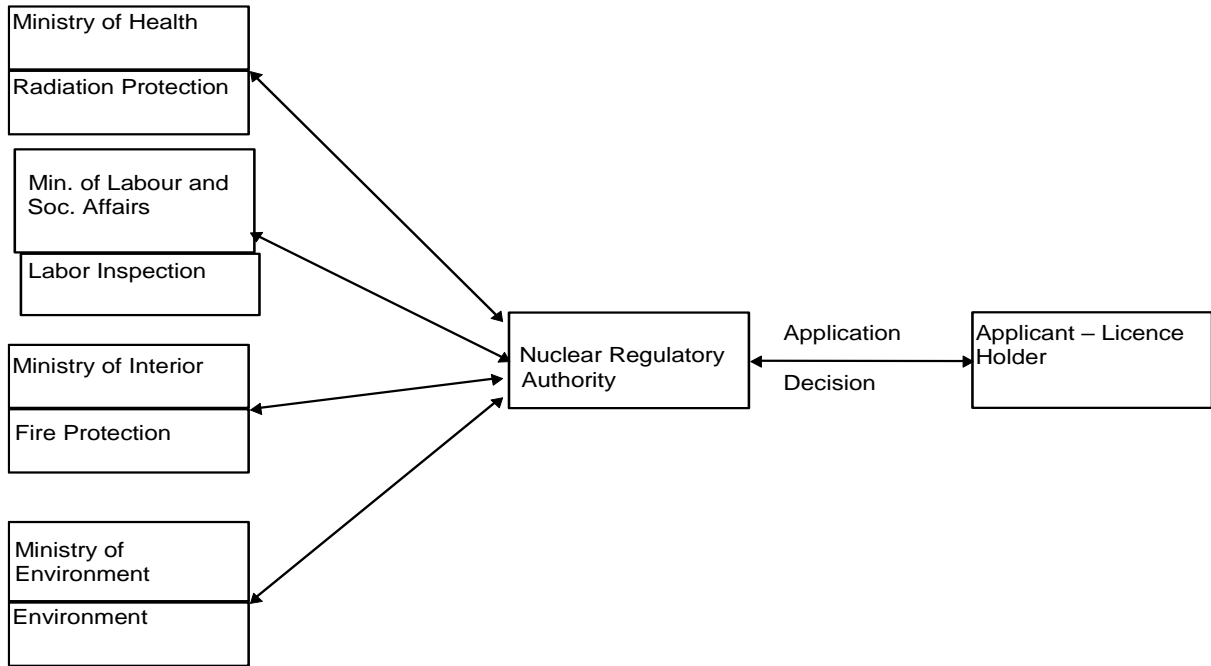 Ministry of Health
Radiation Protection
Min. of Labour and
Soc. Affairs
Labor Inspection
Ministry of Interior
Fire Protection
Ministry of
Environment
Environment
Nuclear Regulatory
Authority
Application
Decision
Applicant – Licence
Holder